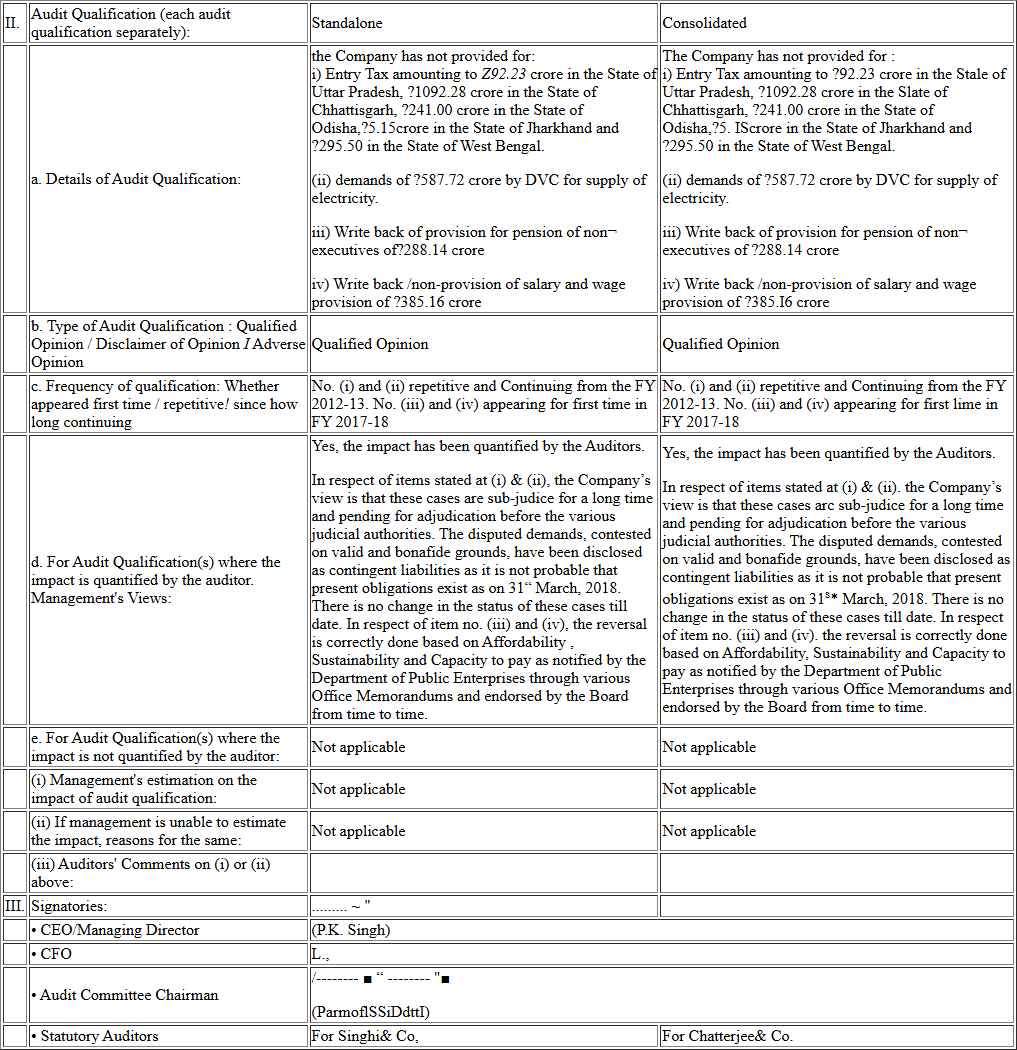 II. Audit Qualification (each audit qualification separately): Standalone Consolidated
a. Details of Audit Qualification:
the Company has not provided for:
i) Entry Tax amounting to Z92.23 crore in the State of
Uttar Pradesh, ?1092.28 crore in the State of
Chhattisgarh, ?241.00 crore in the State of
Odisha,?5.15crore in the State of Jharkhand and
?295.50 in the State of West Bengal.
(ii) demands of ?587.72 crore by DVC for supply of
electricity.
iii) Write back of provision for pension of non¬
executives of?288.14 crore
iv) Write back /non-provision of salary and wage
provision of ?385.16 crore
The Company has not provided for :
i) Entry Tax amounting to ?92.23 crore in the Stale of
Uttar Pradesh, ?1092.28 crore in the Slate of
Chhattisgarh, ?241.00 crore in the State of
Odisha,?5. IScrore in the State of Jharkhand and
?295.50 in the State of West Bengal.
(ii) demands of ?587.72 crore by DVC for supply of
electricity.
iii) Write back of provision for pension of non¬
executives of ?288.14 crore
iv) Write back /non-provision of salary and wage
provision of ?385.I6 crore
b. Type of Audit Qualification : Qualified
Opinion / Disclaimer of Opinion I Adverse
Opinion
Qualified Opinion
Qualified Opinion
c. Frequency of qualification: Whether
appeared first time / repetitive! since how
long continuing
No. (i) and (ii) repetitive and Continuing from the FY
2012-13. No. (iii) and (iv) appearing for first time in
FY 2017-18
No. (i) and (ii) repetitive and Continuing from the FY
2012-13. No. (iii) and (iv) appearing for first lime in
FY 2017-18
d. For Audit Qualification(s) where the
impact is quantified by the auditor.
Management's Views:
Yes, the impact has been quantified by the Auditors.
In respect of items stated at (i) & (ii), the Company’s
view is that these cases are sub-judice for a long time
and pending for adjudication before the various
judicial authorities. The disputed demands, contested
on valid and bonafide grounds, have been disclosed
as contingent liabilities as it is not probable that
present obligations exist as on 31“ March, 2018.
There is no change in the status of these cases till
date. In respect of item no. (iii) and (iv), the reversal
is correctly done based on Affordability ,
Sustainability and Capacity to pay as notified by the
Department of Public Enterprises through various
Office Memorandums and endorsed by the Board
from time to time.
Yes, the impact has been quantified by the Auditors.
In respect of items stated at (i) & (ii). the Company’s
view is that these cases arc sub-judice for a long time
and pending for adjudication before the various
judicial authorities. The disputed demands, contested
on valid and bonafide grounds, have been disclosed as
contingent liabilities as it is not probable that present
obligations exist as on 31s* March, 2018. There is no
change in the status of these cases till date. In respect
of item no. (iii) and (iv). the reversal is correctly done
based on Affordability, Sustainability and Capacity to
pay as notified by the Department of Public
Enterprises through various Office Memorandums and
endorsed by the Board from time to time.
e. For Audit Qualification(s) where the
impact is not quantified by the auditor:
Not applicable
Not applicable
(i) Management's estimation on the
impact of audit qualification:
Not applicable
Not applicable
(ii) If management is unable to estimate
the impact, reasons for the same:
Not applicable
Not applicable
(iii) Auditors' Comments on (i) or (ii)
above:
III. Signatories: ......... ~ "
• CEO/Managing Director (P.K. Singh)
• CFO L.,
• Audit Committee Chairman
/-------- ■ “ -------- "■
(ParmoflSSiDdttI)
• Statutory Auditors For Singhi& Co, For Chatterjee& Co.